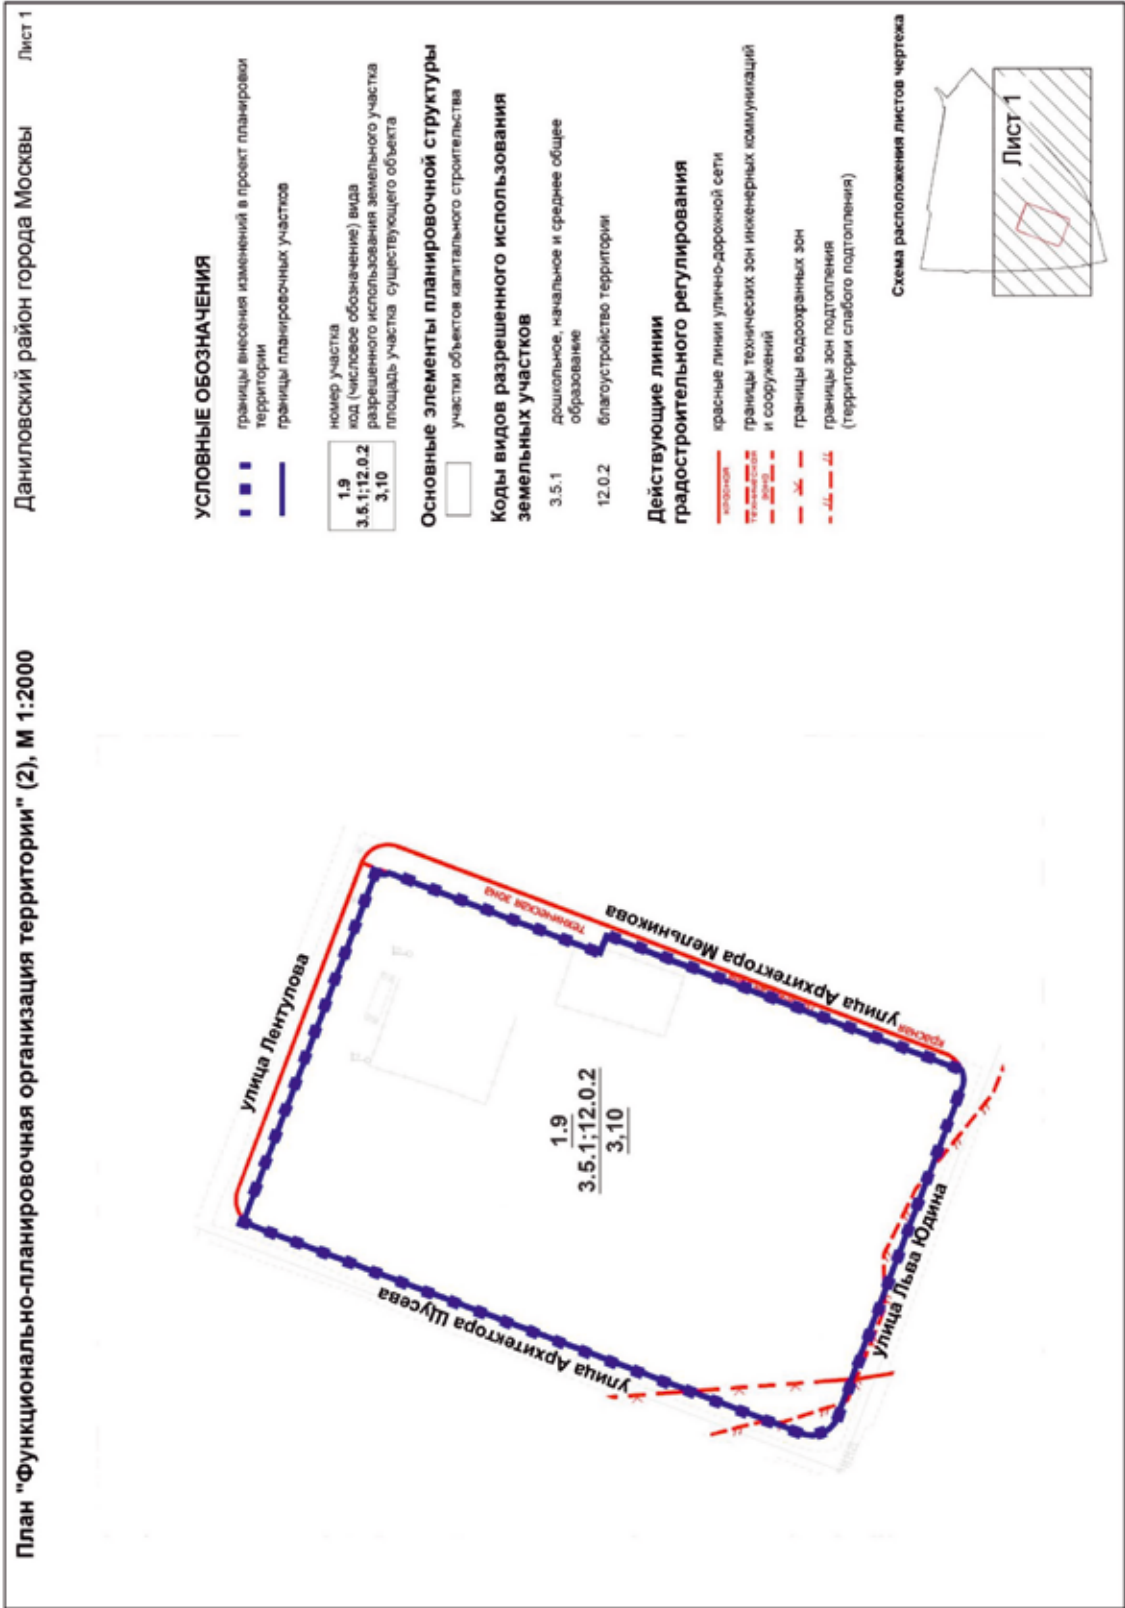 План "Функционально-планировочная организация территории" (2), М 1:2000
Даниловский район города Москвы
Лист 1
улица Лентулова
техническая зона
улица Архитектора Мельникова
красная
1.9
3.5.1;12.0.2
3,10
улица Архитектора Щусева
улица Льва Юдина
УСЛОВНЫЕ ОБОЗНАЧЕНИЯ
границы внесения изменений в проект планировки
территории
границы планировочных участков
1.9
3.5.1;12.0.2
3,10
номер участка
код (числовое обозначение) вида
разрешенного использования земельного участка
площадь участка существующего объекта
Основные элементы планировочной структуры
участки объектов капитального строительства
Коды видов разрешенного использования
земельных участков
3.5.1 дошкольное, начальное и среднее общее
образование
12.0.2 благоустройство территории
Действующие линии
градостроительного регулирования
красная
красные линии улично-дорожной сети
техническая
зона
границы технических зон инженерных коммуникаций
и сооружений
границы водоохранных зон
границы зон подтопления
(территории слабого подтопления)
Схема расположения листов чертежа
Лист 1